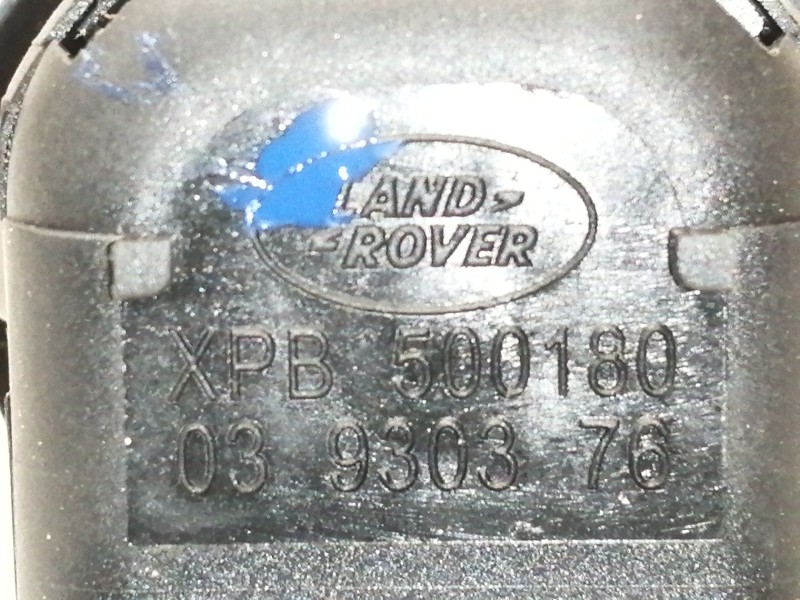 LAND-
-ROVER
XPB 500180
03 9303 76